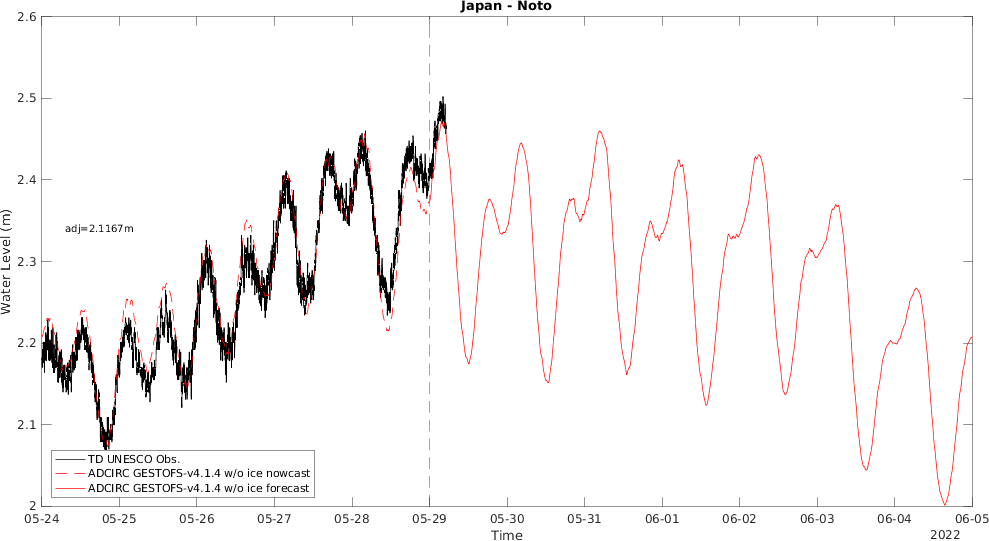 Japan - Noto
2.6
2.5
2.4
2.3
2.2
2.1
2
Water Level (m)
adj=2.1167m
TD UNESCO Obs.
ADCIRC GESTOFS-v4.1.4 w/o ice nowcast
ADCIRC GESTOFS-v4.1.4 w/o ice forecast
05-24 05-25 05-26 05-27 05-28 05-29 05-30 05-31 06-01 06-02 06-03 06-04 06-05
Time
2022